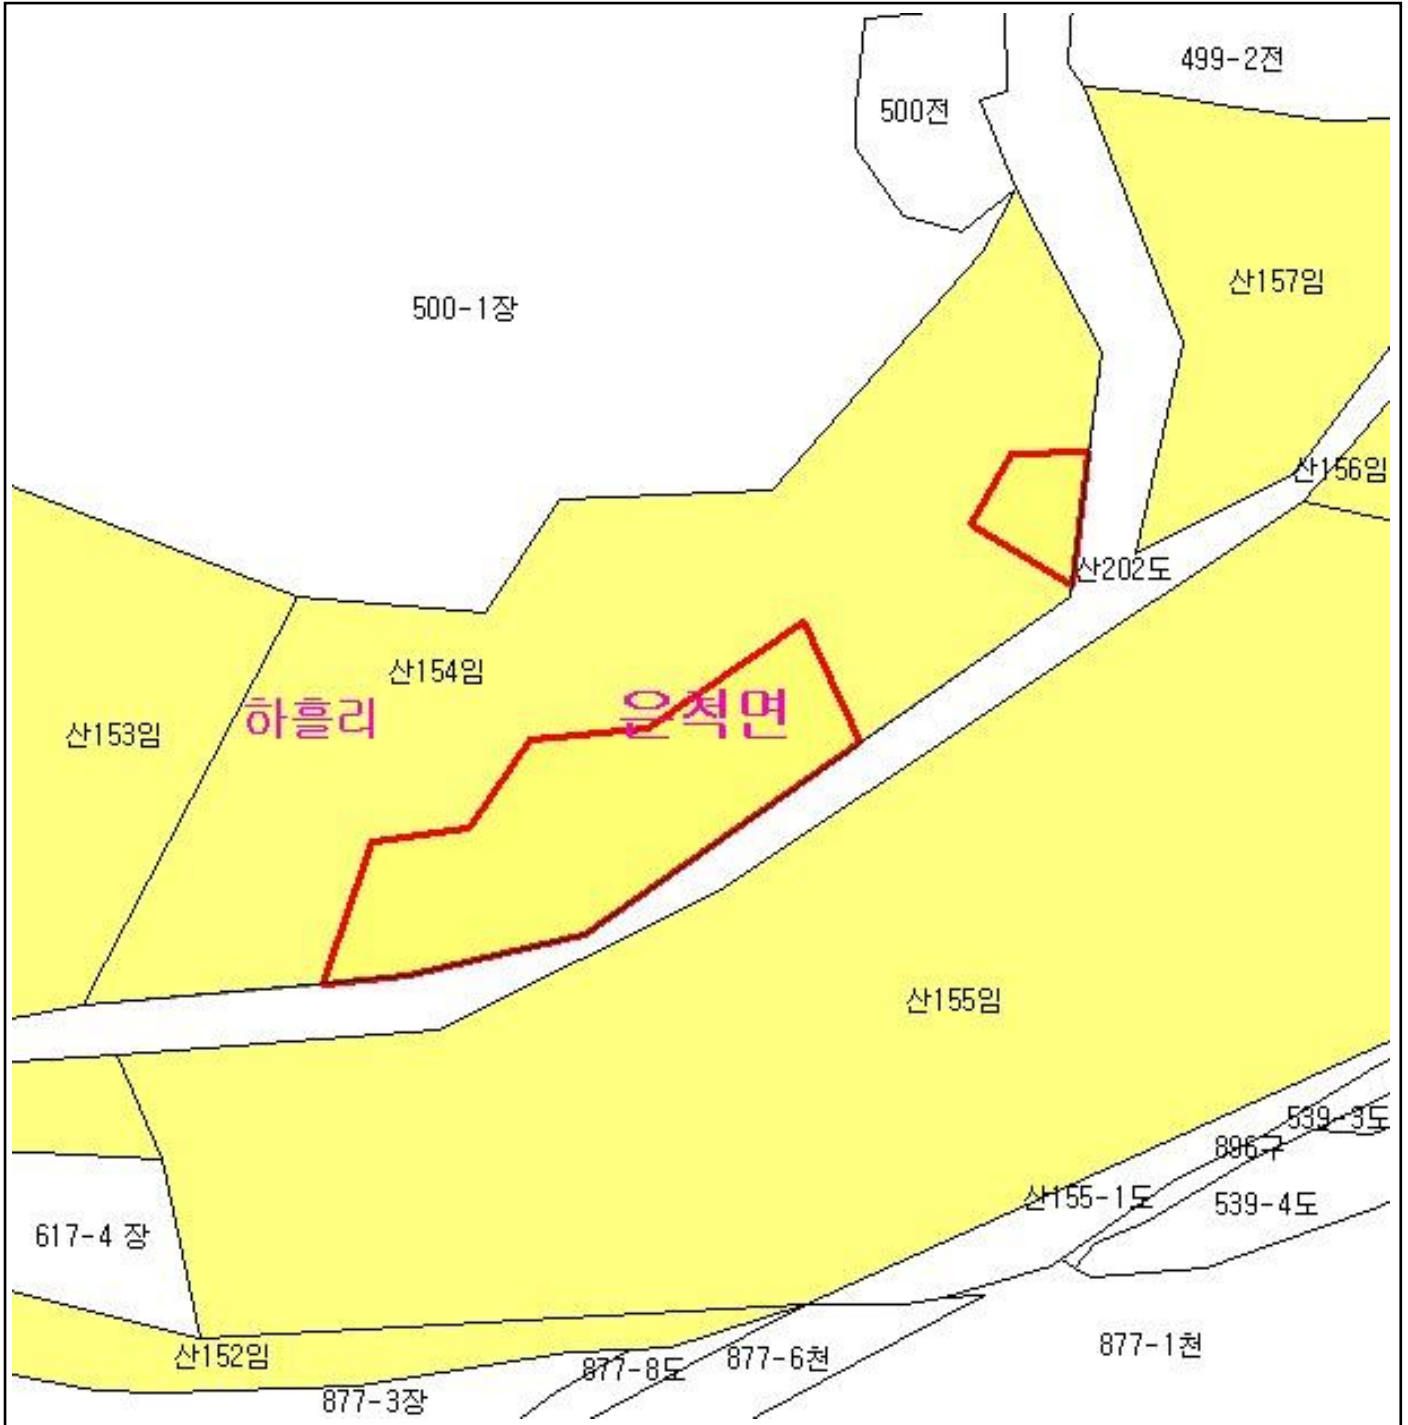 499-2전
500전
산157임
500-1장
산156임
산202도
산154임
하흘리
은척면
산153임
산155임
539-3도
896구
산155-1도
539-4도
617-4 장
877-1천
산152임
877-6천
877-8도
877-3장